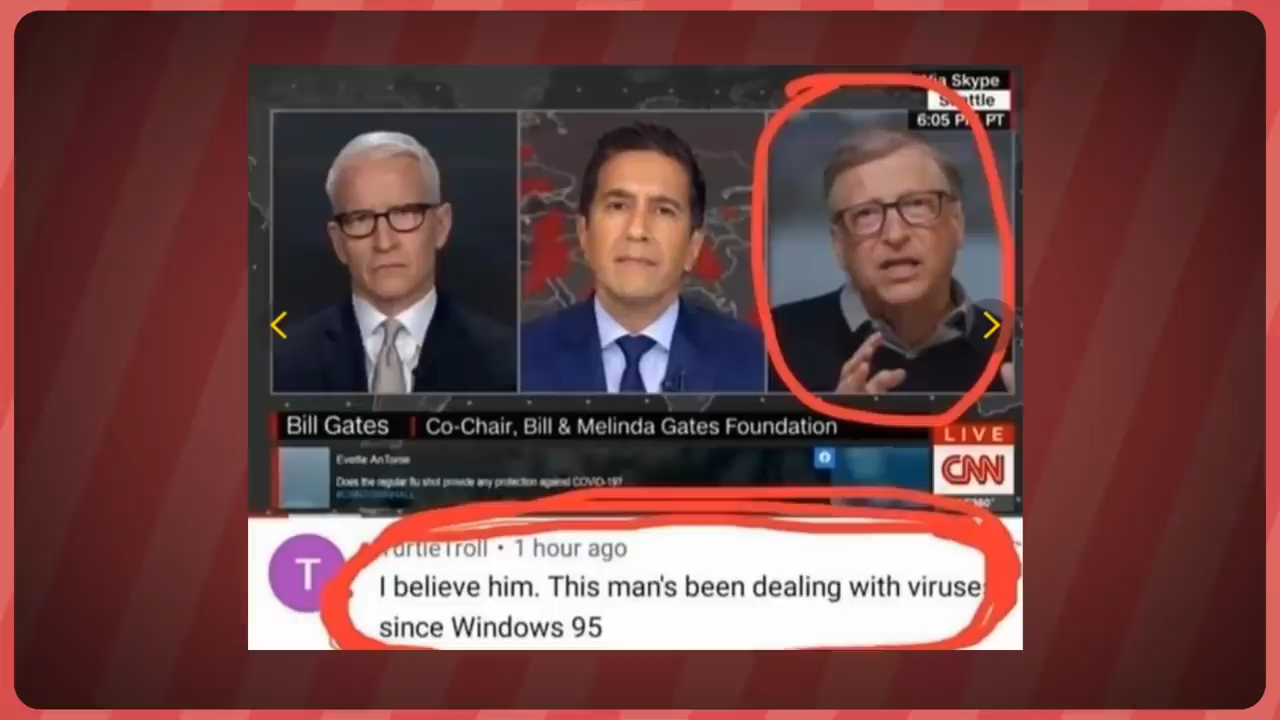 Via Skype
Seattle
6:05 PM PT
Bill Gates
Co-Chair, Bill & Melinda Gates Foundation
LIVE
CNN
Evette AnTonie
Does the regular flu shot provide any protection against COVID-19?
T
TurtleTroll • 1 hour ago
I believe him. This man's been dealing with viruses
since Windows 95